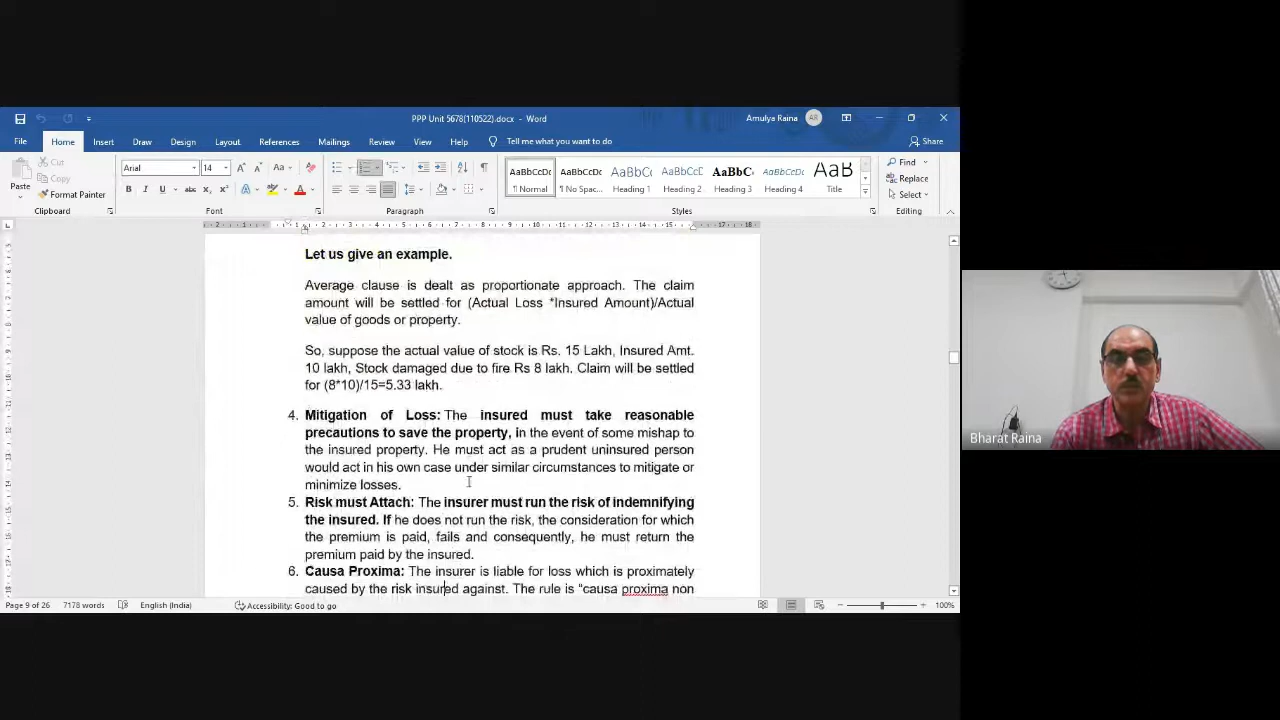 PPP Unit 5678(110522).docx - Word
Amulya Raina
AR
File
Home
Insert
Draw
Design
Layout
References
Mailings
Review
View
Help
Tell me what you want to do
Share
Paste
Cut
Copy
Format Painter
Clipboard
Arial
14
Font
Paragraph
AaBbCcDc
¶ Normal
AaBbCcDc
¶ No Spac...
AaBbCc
Heading 1
AaBbCcD
Heading 2
AaBbC
Heading 3
AaBbCcDc
Heading 4
AaB
Title
Styles
Find
Replace
Select
Editing
Let us give an example.
Average clause is dealt as proportionate approach. The claim
amount will be settled for (Actual Loss *Insured Amount)/Actual
value of goods or property.
So, suppose the actual value of stock is Rs. 15 Lakh, Insured Amt.
10 lakh, Stock damaged due to fire Rs 8 lakh. Claim will be settled
for (8*10)/15=5.33 lakh.
4. Mitigation of Loss: The insured must take reasonable
precautions to save the property, in the event of some mishap to
the insured property. He must act as a prudent uninsured person
would act in his own case under similar circumstances to mitigate or
minimize losses.
5. Risk must Attach: The insurer must run the risk of indemnifying
the insured. If he does not run the risk, the consideration for which
the premium is paid, fails and consequently, he must return the
premium paid by the insured.
6. Causa Proxima: The insurer is liable for loss which is proximately
caused by the risk insured against. The rule is “causa proxima non
Page 9 of 26
7178 words
English (India)
Accessibility: Good to go
100%
Bharat Raina